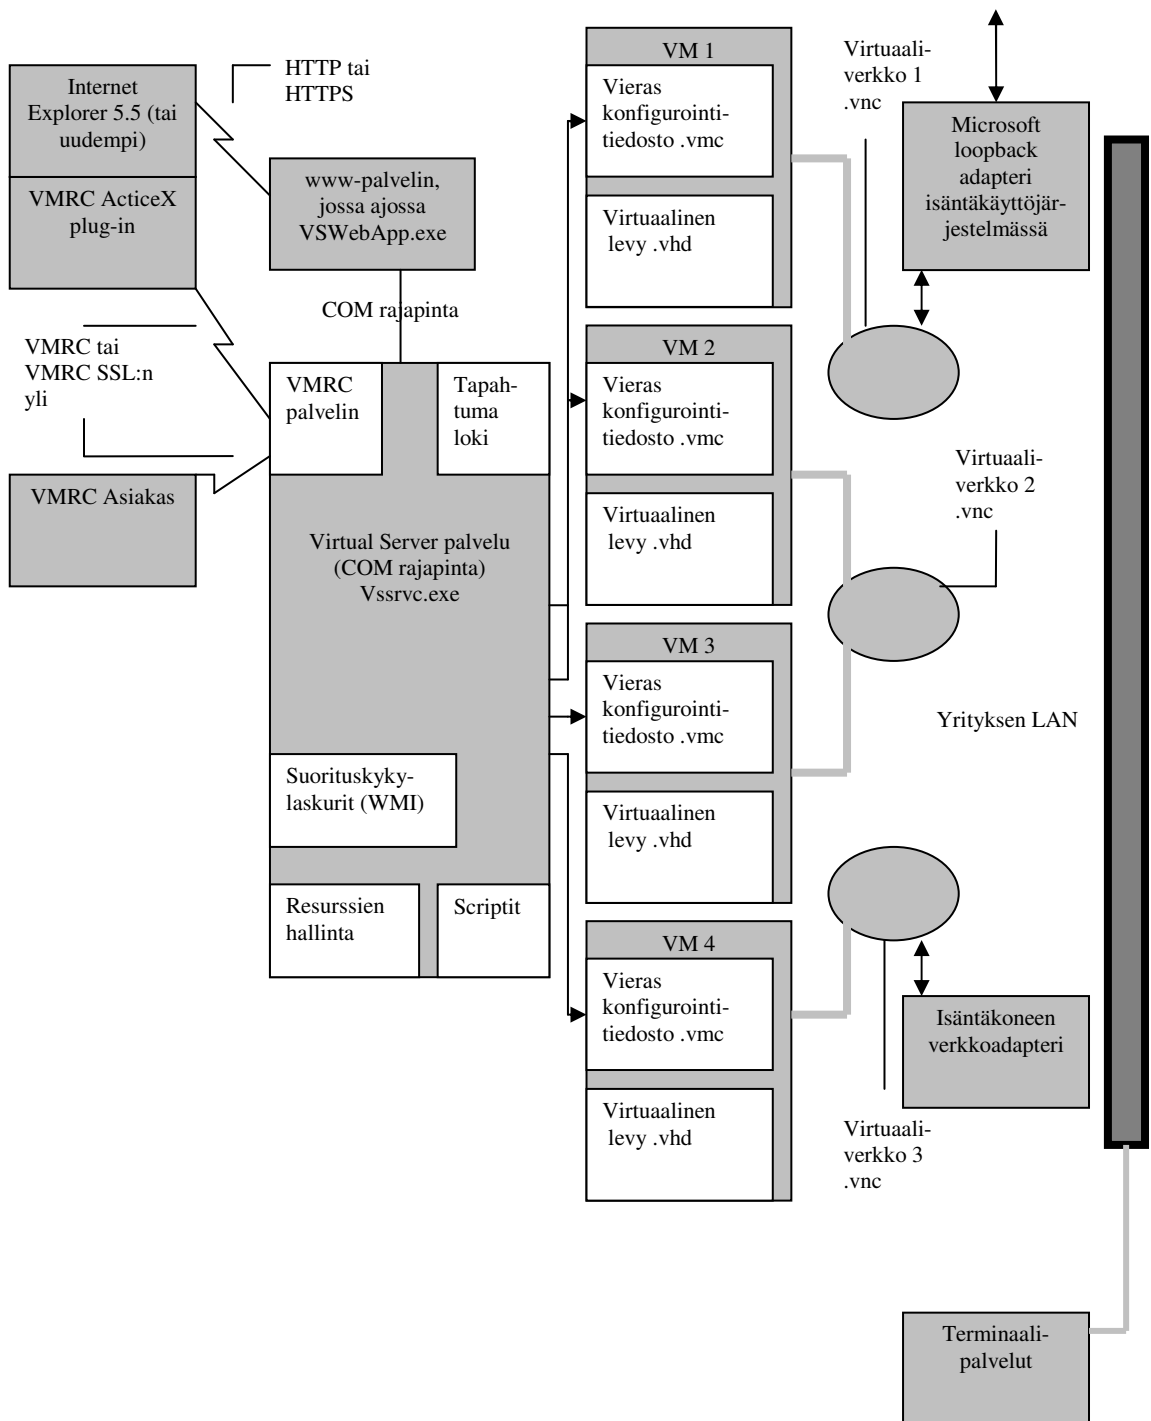 Internet
Explorer 5.5 (tai
uudempi)
VMRC ActiceX
plug-in
HTTP tai
HTTPS
www-palvelin,
jossa ajossa
VSWebApp.exe
COM rajapinta
VMRC tai
VMRC SSL:n
yli
VMRC Asiakas
VMRC
palvelin
Tapah-
tuma
loki
Virtual Server palvelu
(COM rajapinta)
Vssrvc.exe
Suorituskyky-
laskurit (WMI)
Resurssien
hallinta
Scriptit
VM 1
Vieras
konfigurointi-
tiedosto .vmc
Virtuaalinen
levy .vhd
VM 2
Vieras
konfigurointi-
tiedosto .vmc
Virtuaalinen
levy .vhd
VM 3
Vieras
konfigurointi-
tiedosto .vmc
Virtuaalinen
levy .vhd
VM 4
Vieras
konfigurointi-
tiedosto .vmc
Virtuaalinen
levy .vhd
Virtuaali-
verkko 1
.vnc
Microsoft
loopback
adapteri
isäntäkäyttöjär-
jestelmässä
Virtuaali-
verkko 2
.vnc
Yrityksen LAN
Isäntäkoneen
verkkoadapteri
Virtuaali-
verkko 3
.vnc
Terminaali-
palvelut